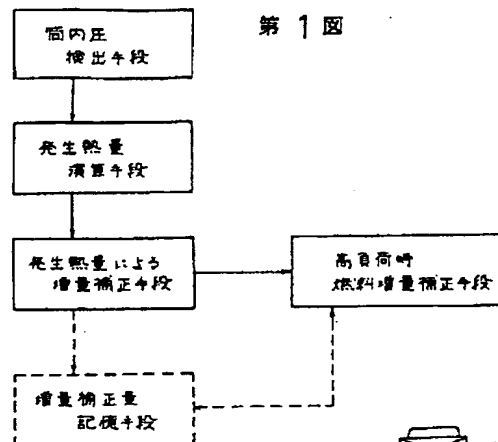 第1図
筒内圧
検出手段
発生熱量
演算手段
発生熱量による
増量補正手段
高負荷時
燃料増量補正手段
増量補正量
記憶手段